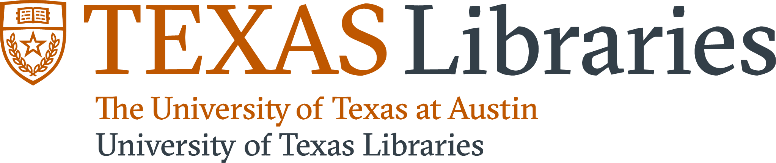 TEXAS Libraries
The University of Texas at Austin
University of Texas Libraries